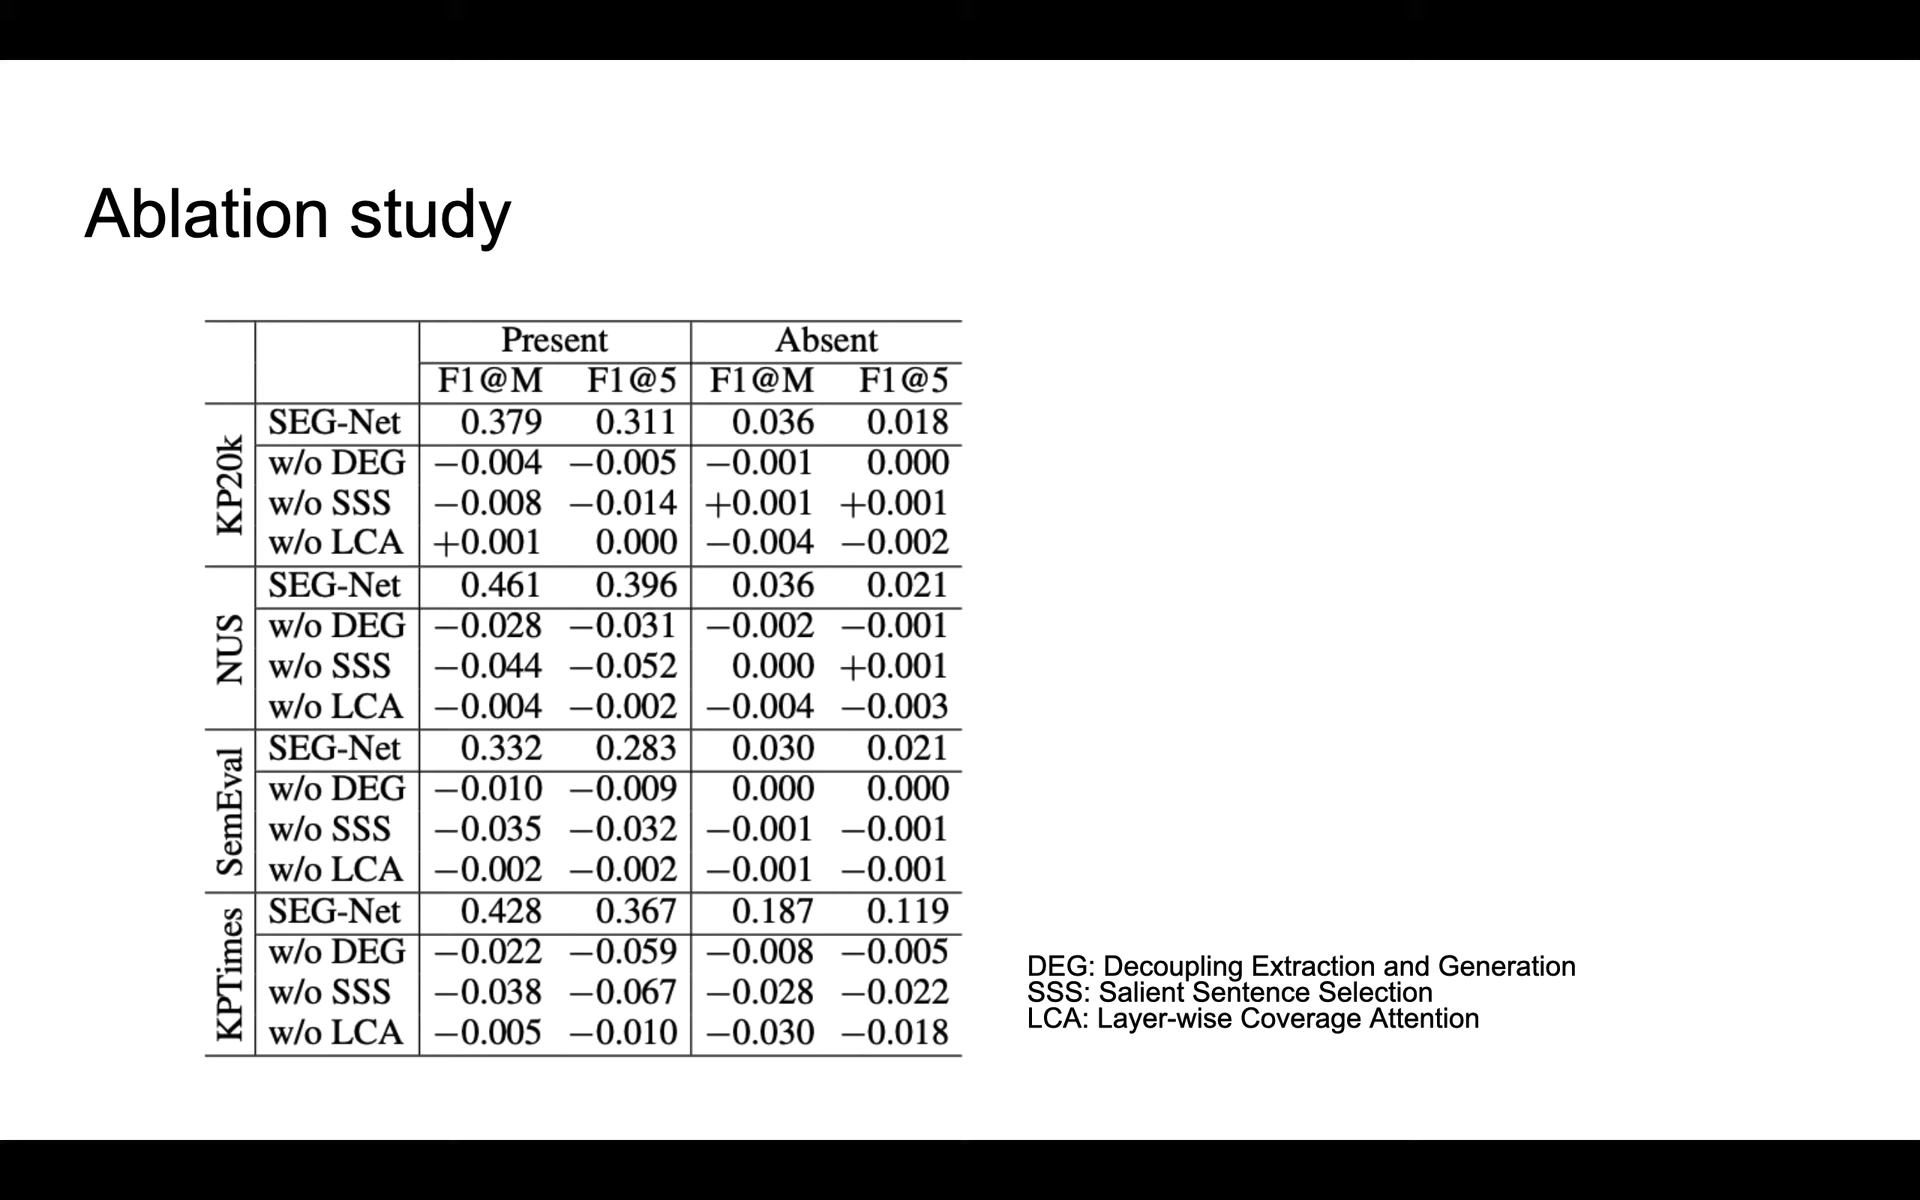 Ablation study
Present Absent
F1@M F1@5 F1@M F1@5
KP20k
SEG-Net 0.379 0.311 0.036 0.018
w/o DEG −0.004 −0.005 −0.001 0.000
w/o SSS −0.008 −0.014 +0.001 +0.001
w/o LCA +0.001 0.000 −0.004 −0.002
NUS
SEG-Net 0.461 0.396 0.036 0.021
w/o DEG −0.028 −0.031 −0.002 −0.001
w/o SSS −0.044 −0.052 0.000 +0.001
w/o LCA −0.004 −0.002 −0.004 −0.003
SemEval
SEG-Net 0.332 0.283 0.030 0.021
w/o DEG −0.010 −0.009 0.000 0.000
w/o SSS −0.035 −0.032 −0.001 −0.001
w/o LCA −0.002 −0.002 −0.001 −0.001
KPTimes
SEG-Net 0.428 0.367 0.187 0.119
w/o DEG −0.022 −0.059 −0.008 −0.005
w/o SSS −0.038 −0.067 −0.028 −0.022
w/o LCA −0.005 −0.010 −0.030 −0.018
DEG: Decoupling Extraction and Generation
SSS: Salient Sentence Selection
LCA: Layer-wise Coverage Attention